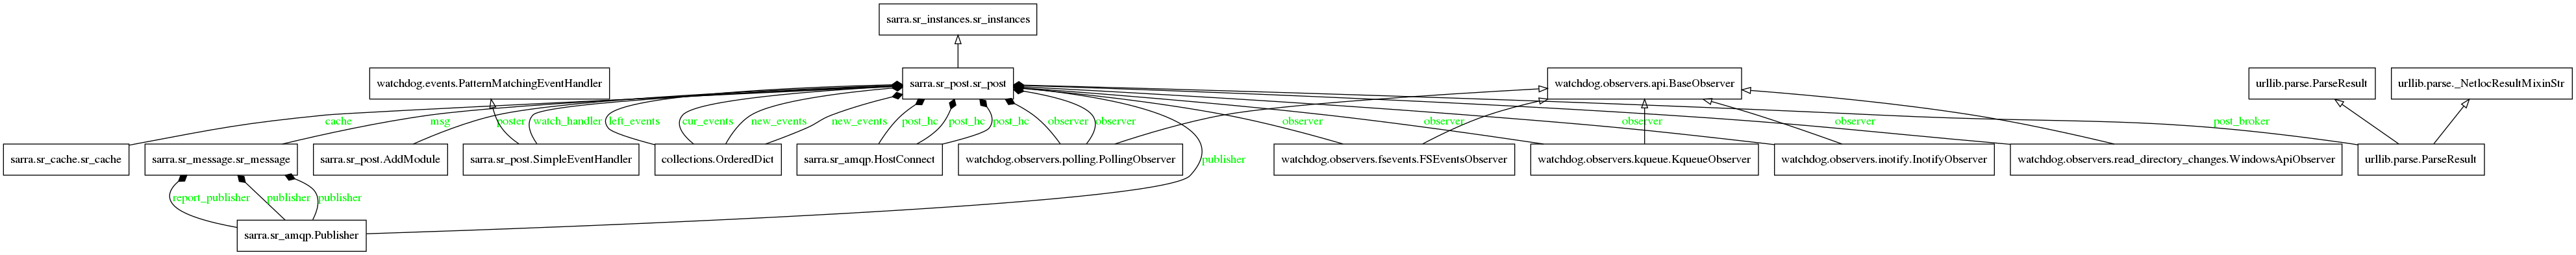 sarra.sr_instances.sr_instances
watchdog.events.PatternMatchingEventHandler
sarra.sr_post.sr_post
watchdog.observers.api.BaseObserver
urllib.parse.ParseResult
urllib.parse._NetlocResultMixinStr
cache
msg
poster
watch_handler
left_events
cur_events
new_events
new_events
post_hc
post_hc
post_hc
observer
observer
observer
observer
observer
observer
post_broker
sarra.sr_cache.sr_cache
sarra.sr_message.sr_message
sarra.sr_post.AddModule
sarra.sr_post.SimpleEventHandler
collections.OrderedDict
sarra.sr_amqp.HostConnect
watchdog.observers.polling.PollingObserver
publisher
watchdog.observers.fsevents.FSEventsObserver
watchdog.observers.kqueue.KqueueObserver
watchdog.observers.inotify.InotifyObserver
watchdog.observers.read_directory_changes.WindowsApiObserver
urllib.parse.ParseResult
report_publisher
publisher
publisher
sarra.sr_amqp.Publisher